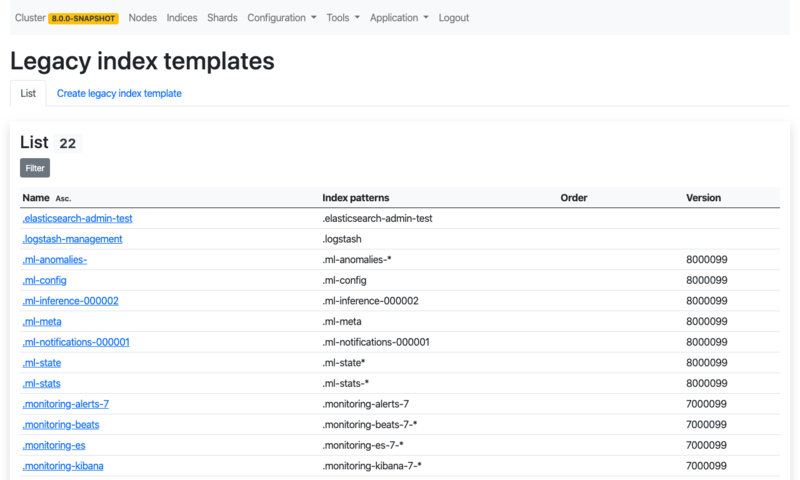 Cluster 8.0.0-SNAPSHOT Nodes Indices Shards Configuration Tools Application Logout
Legacy index templates
List Create legacy index template
List 22
Filter
Name Asc. Index patterns Order Version
.elasticsearch-admin-test .elasticsearch-admin-test
.logstash-management .logstash
.ml-anomalies- .ml-anomalies-* 8000099
.ml-config .ml-config 8000099
.ml-inference-000002 .ml-inference-000002 8000099
.ml-meta .ml-meta 8000099
.ml-notifications-000001 .ml-notifications-000001 8000099
.ml-state .ml-state* 8000099
.ml-stats .ml-stats-* 8000099
.monitoring-alerts-7 .monitoring-alerts-7 7000099
.monitoring-beats .monitoring-beats-7-* 7000099
.monitoring-es .monitoring-es-7-* 7000099
.monitoring-kibana .monitoring-kibana-7-* 7000099